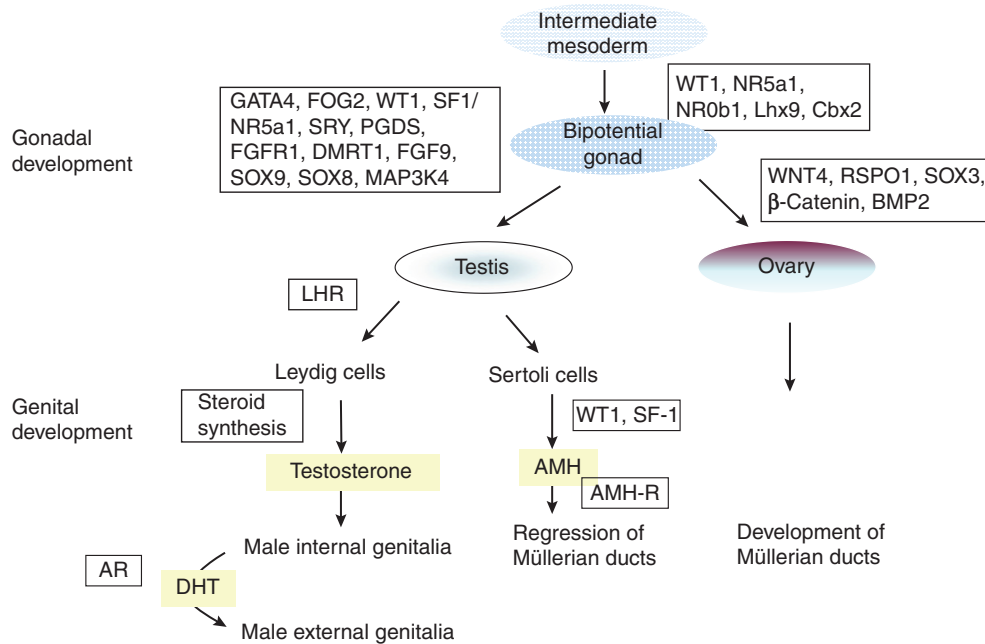 Intermediate
mesoderm
WT1, NR5a1,
NR0b1, Lhx9, Cbx2
GATA4, FOG2, WT1, SF1/
NR5a1, SRY, PGDS,
FGFR1, DMRT1, FGF9,
SOX9, SOX8, MAP3K4
Gonadal
development
Bipotential
gonad
WNT4, RSPO1, SOX3,
β-Catenin, BMP2
Testis
Ovary
LHR
Leydig cells
Sertoli cells
Genital
development
Steroid
synthesis
WT1, SF-1
Testosterone
AMH
AMH-R
Male internal genitalia
Regression of
Müllerian ducts
Development of
Müllerian ducts
AR
DHT
Male external genitalia